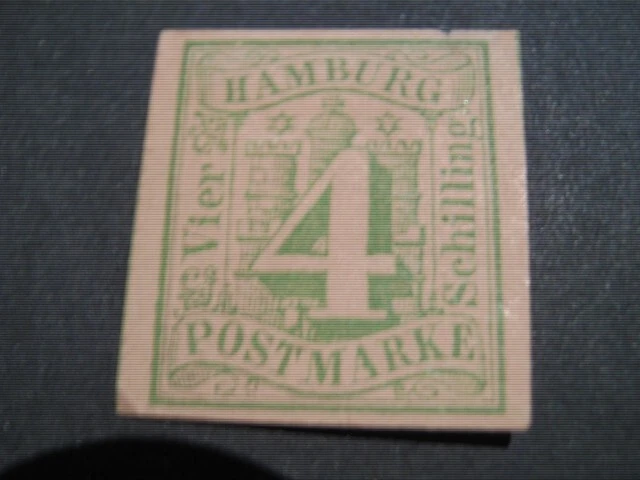 HAMBURG
Vier
4
Schilling
POSTMARKE